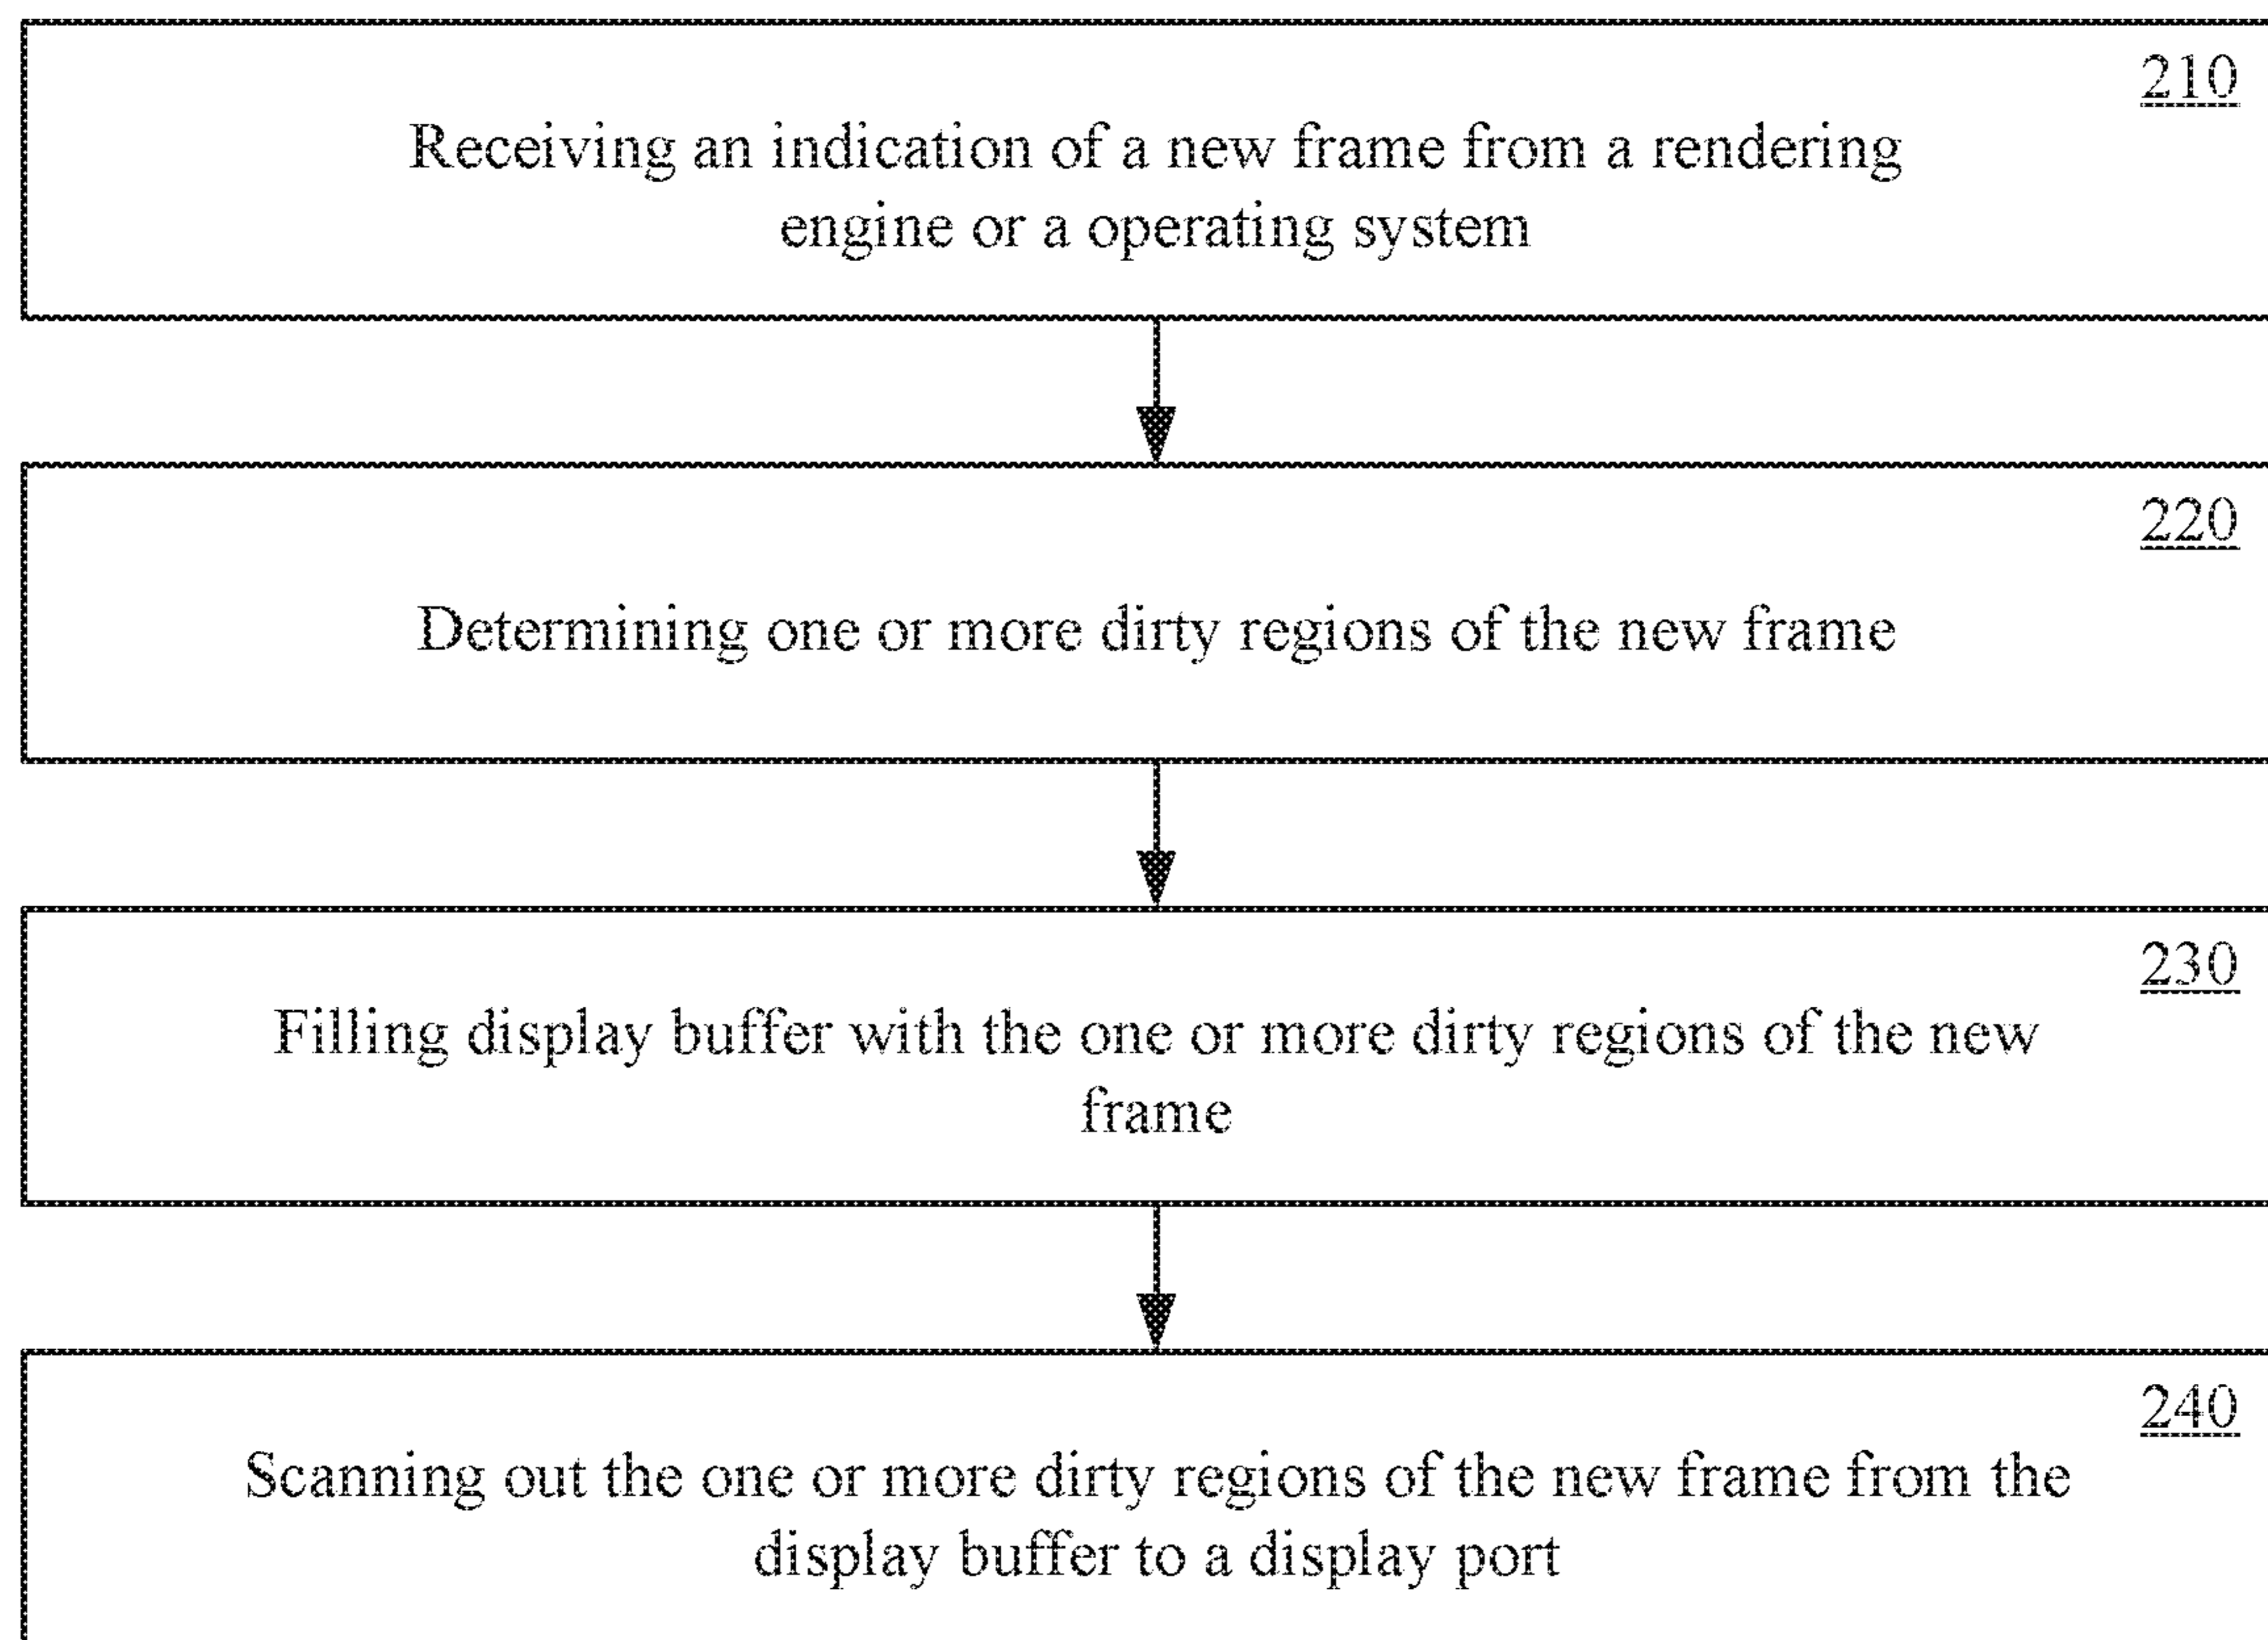 210
Receiving an indication of a new frame from a rendering
engine or a operating system
220
Determining one or more dirty regions of the new frame
230
Filling display buffer with the one or more dirty regions of the new
frame
240
Scanning out the one or more dirty regions of the new frame from the
display buffer to a display port